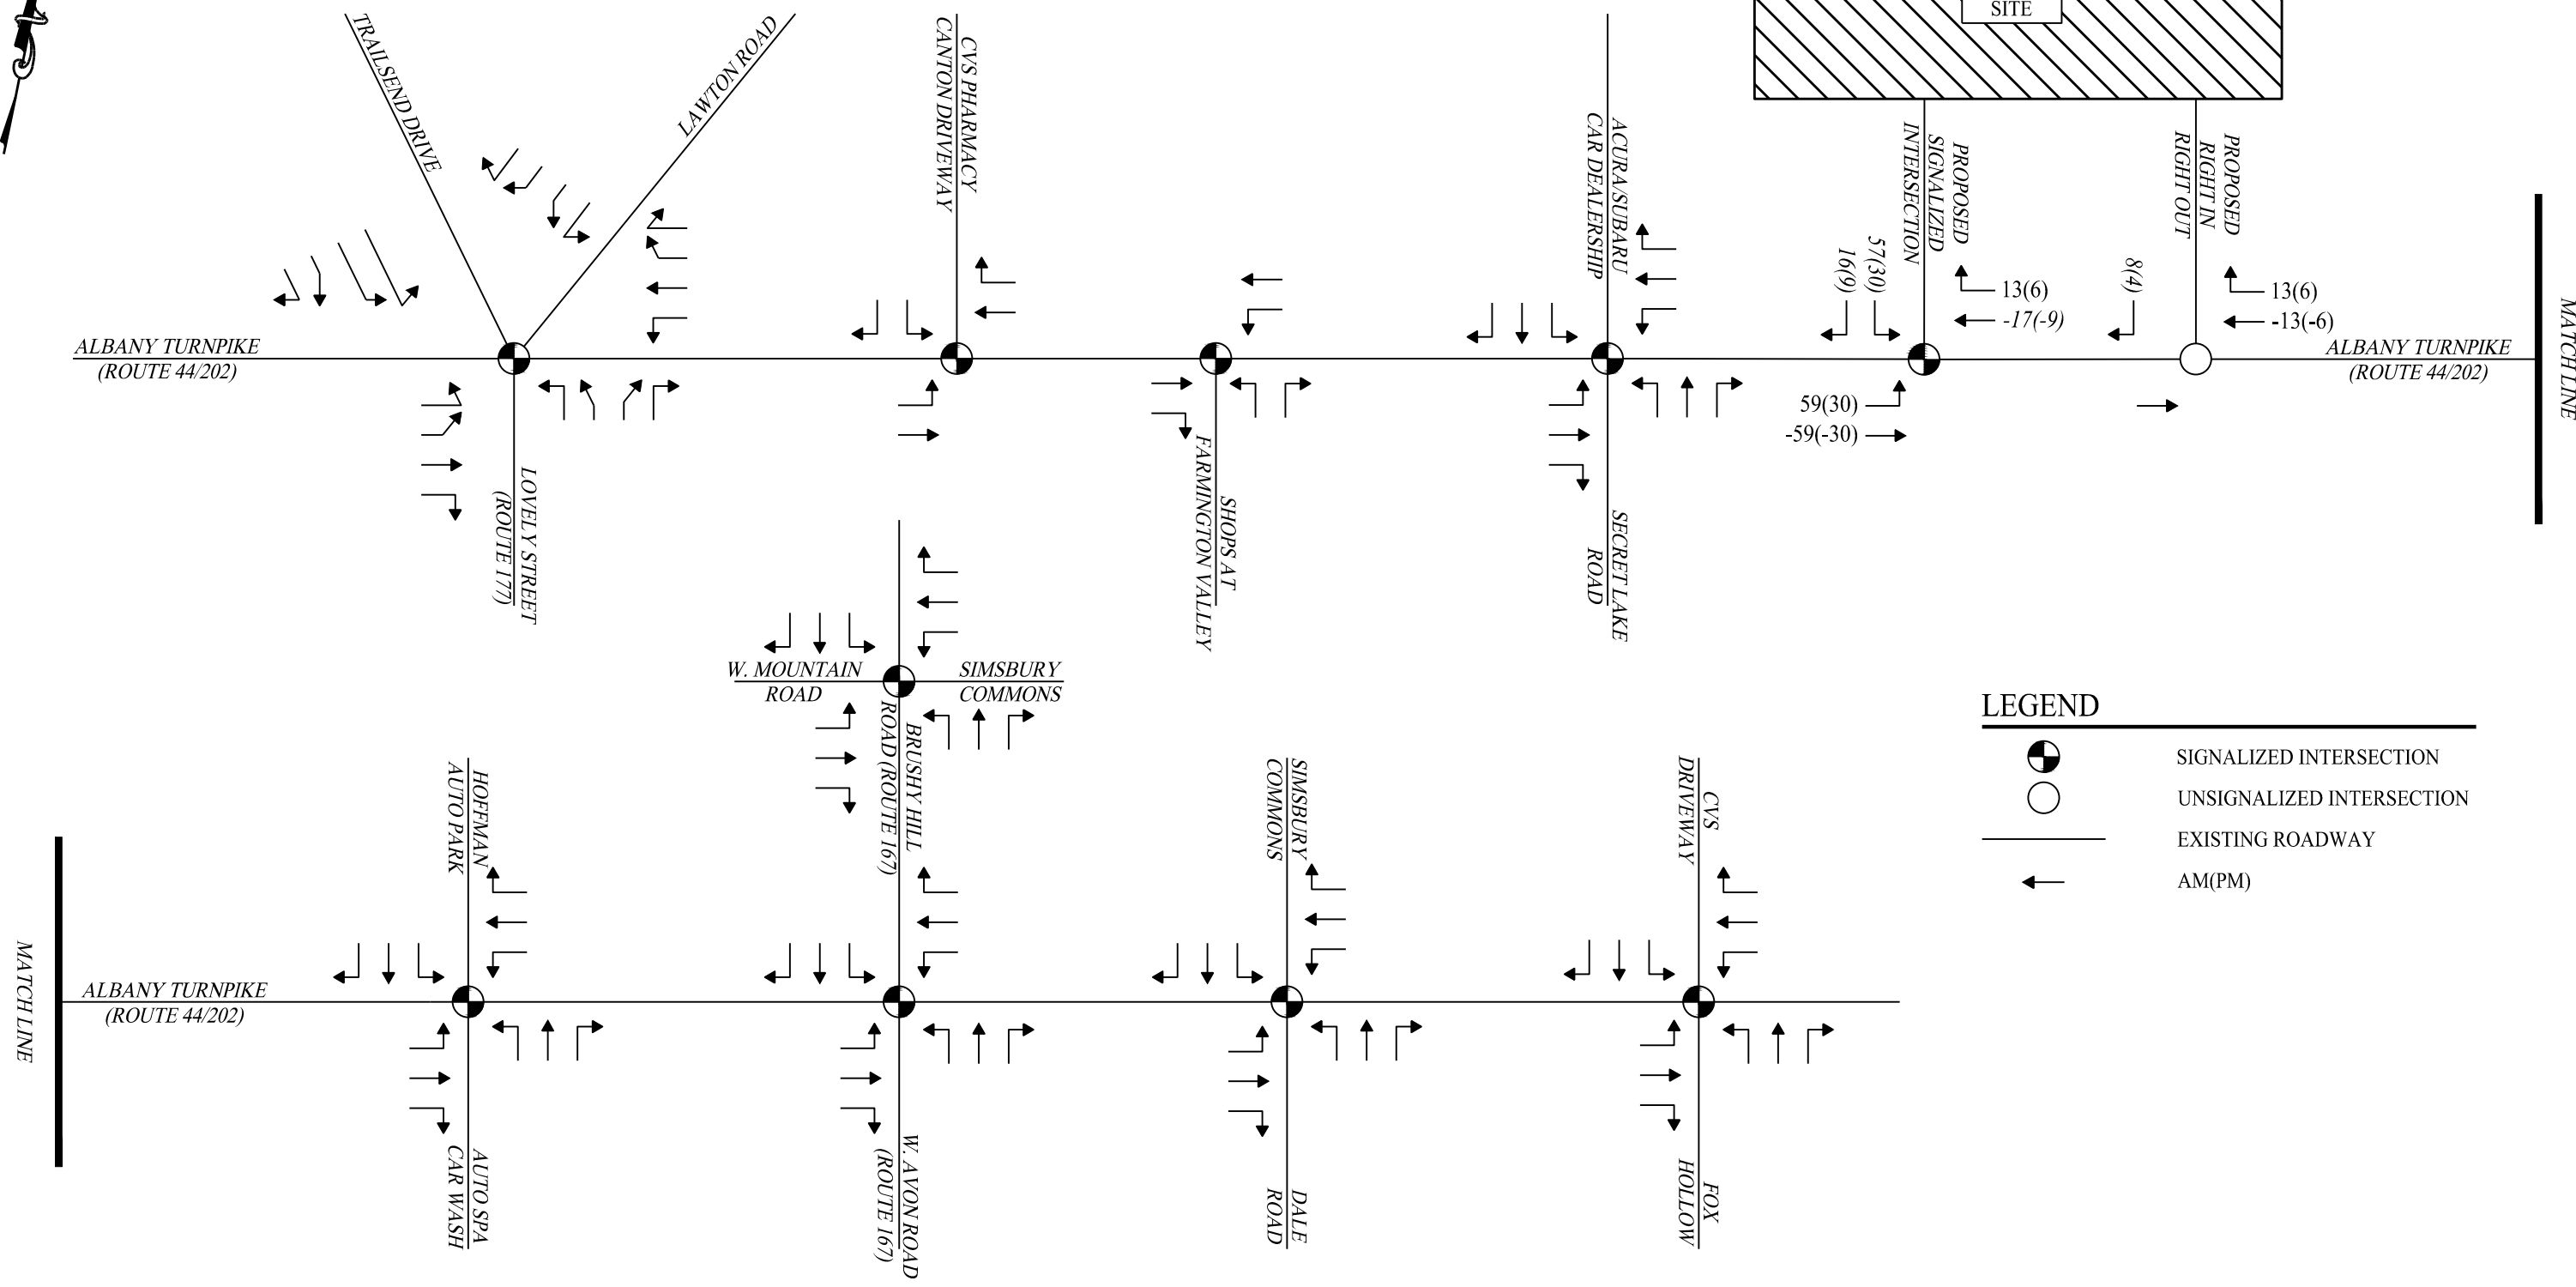 SITE
TRAILSEND DRIVE
LAWTON ROAD
CVS PHARMACY
CANTON DRIVEWAY
ACURA/SUBARU
CAR DEALERSHIP
PROPOSED
SIGNALIZED
INTERSECTION
PROPOSED
RIGHT IN
RIGHT OUT
16(9)
57(30)
13(6)
-17(-9)
8(4)
13(6)
-13(-6)
ALBANY TURNPIKE
(ROUTE 44/202)
ALBANY TURNPIKE
(ROUTE 44/202)
MATCH LINE
59(30)
-59(-30)
LOVELY STREET
(ROUTE 177)
SHOPS AT
FARMINGTON VALLEY
SECRET LAKE
ROAD
W. MOUNTAIN
ROAD
SIMSBURY
COMMONS
BRUSHY HILL
ROAD (ROUTE 167)
LEGEND
SIGNALIZED INTERSECTION
UNSIGNALIZED INTERSECTION
EXISTING ROADWAY
AM(PM)
HOFFMAN
AUTO PARK
SIMSBURY
COMMONS
CVS
DRIVEWAY
MATCH LINE
ALBANY TURNPIKE
(ROUTE 44/202)
AUTO SPA
CAR WASH
W. AVON ROAD
(ROUTE 167)
DALE
ROAD
FOX
HOLLOW